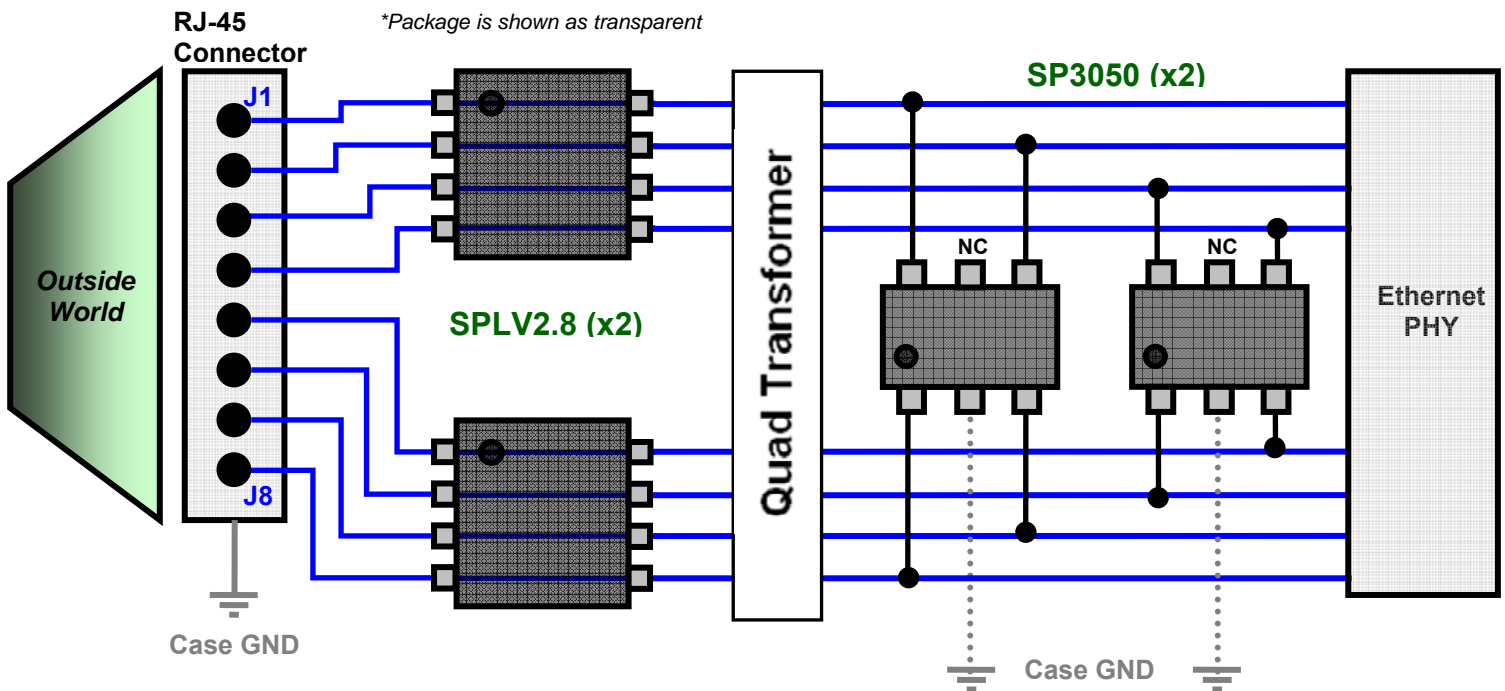 RJ-45
Connector
*Package is shown as transparent
J1
SP3050 (x2)
NC
NC
Outside
World
SPLV2.8 (x2)
Quad Transformer
Ethernet
PHY
J8
Case GND
Case GND